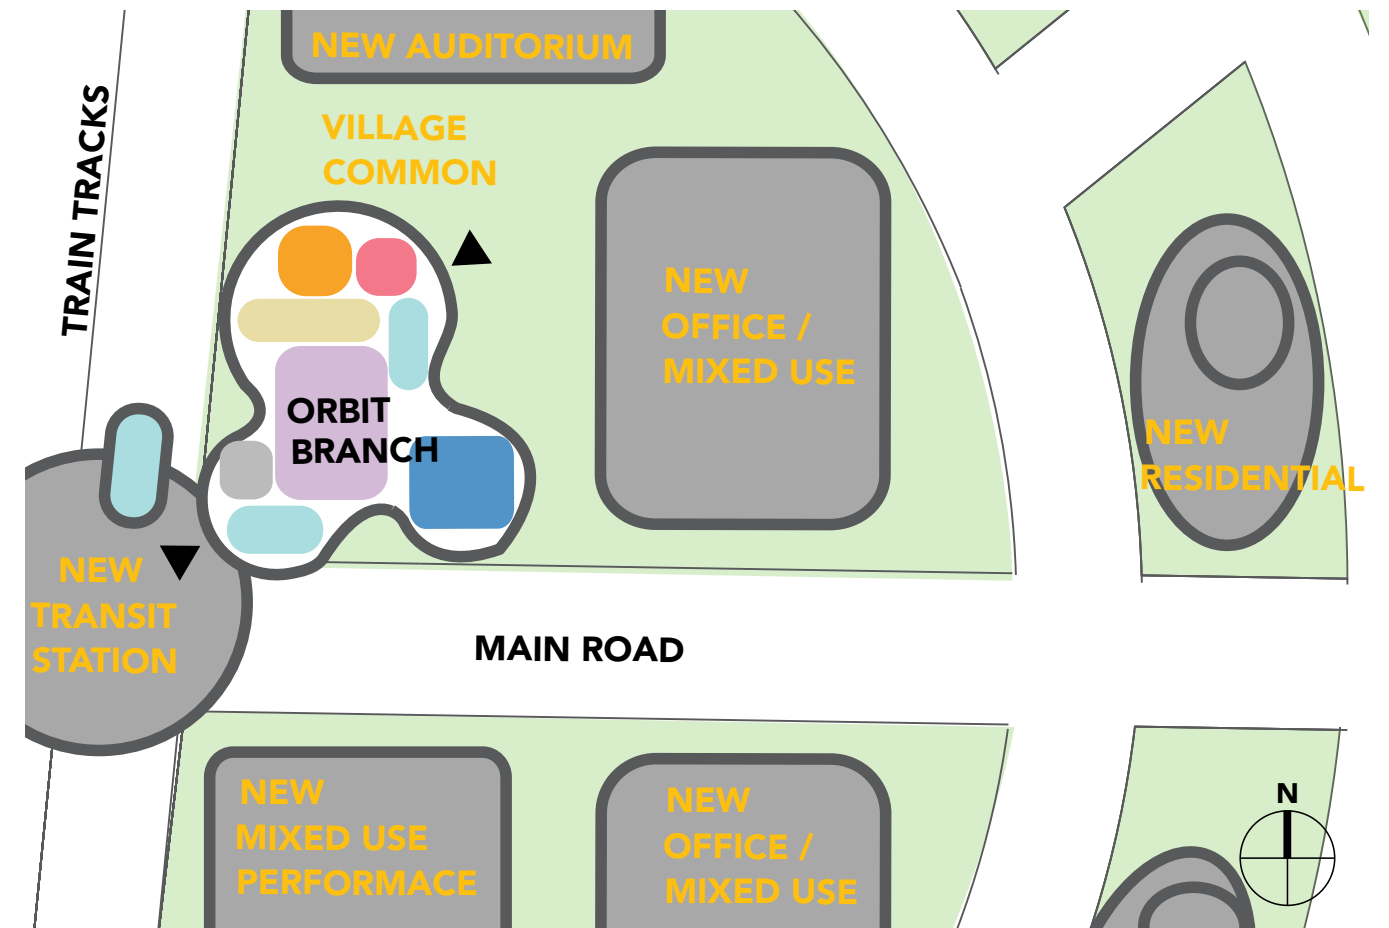 NEW AUDITORIUM
VILLAGE
COMMON
TRAIN TRACKS
NEW
OFFICE /
MIXED USE
ORBIT
BRANCH
NEW
RESIDENTIAL
NEW
TRANSIT
STATION
MAIN ROAD
NEW
MIXED USE
PERFORMACE
NEW
OFFICE /
MIXED USE
N